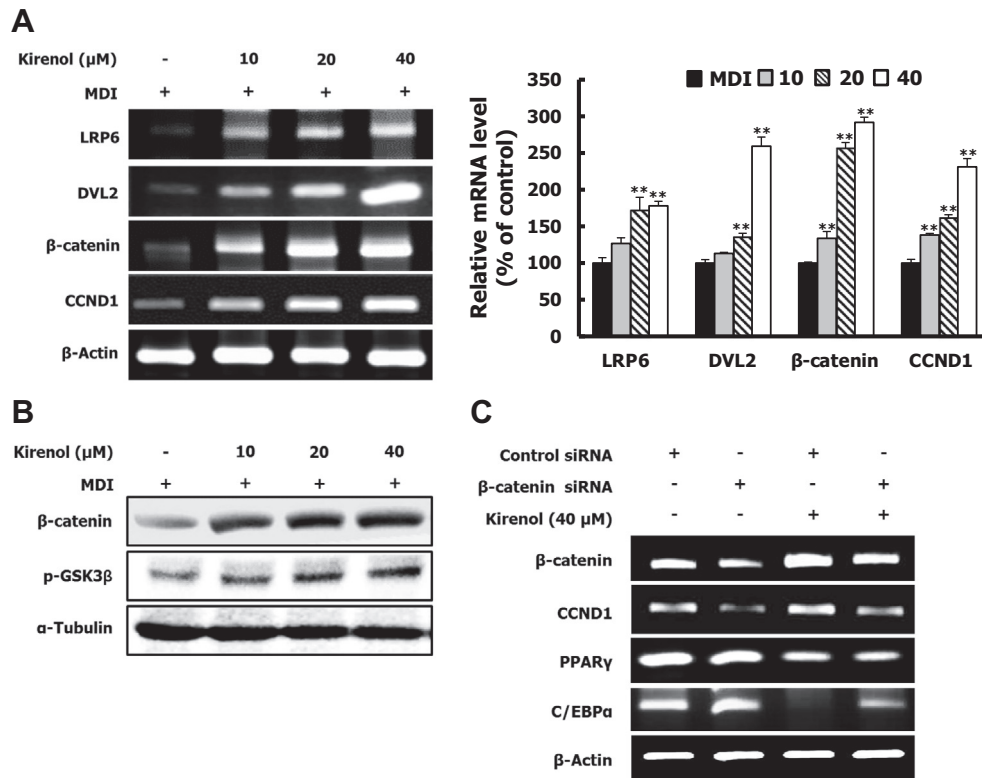 A
Kirenol (µM) - 10 20 40
MDI + + + +
LRP6
DVL2
β-catenin
CCND1
β-Actin
Relative mRNA level
(% of control)
350
300
250
200
150
100
50
0
MDI 10 20 40
** **
** **
** ** **
** ** **
LRP6 DVL2 β-catenin CCND1
B
Kirenol (µM) - 10 20 40
MDI + + + +
β-catenin
p-GSK3β
α-Tubulin
C
Control siRNA + - + -
β-catenin siRNA - + - +
Kirenol (40 µM) - - + +
β-catenin
CCND1
PPARγ
C/EBPα
β-Actin